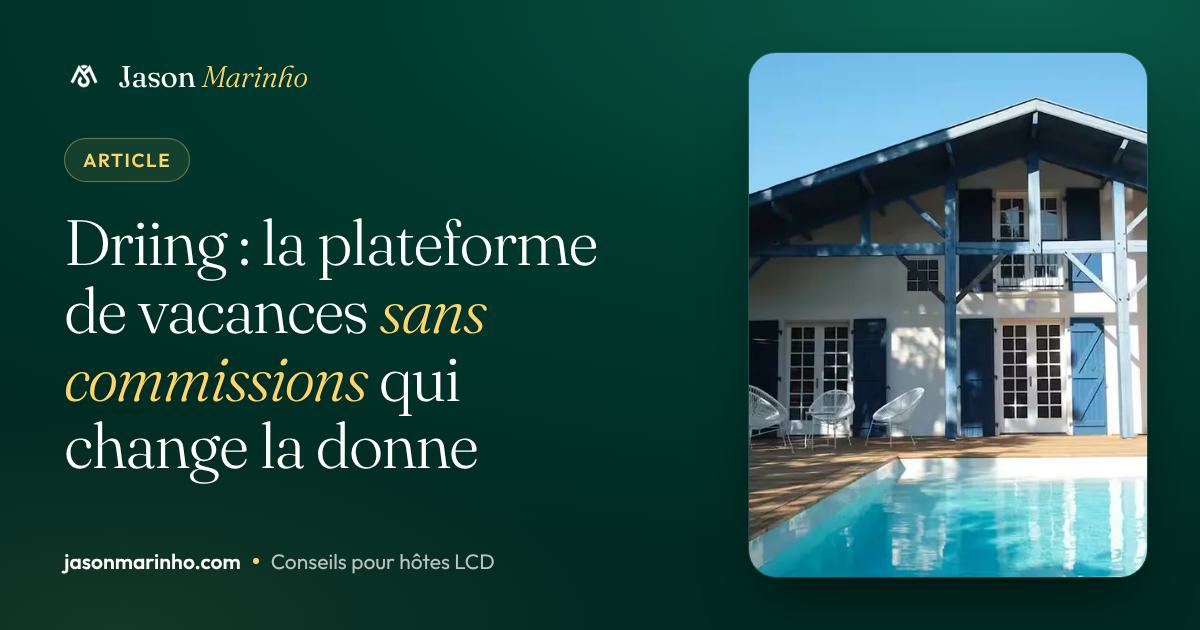 Jason Marinho
ARTICLE
Driing : la plateforme
de vacances sans
commissions qui
change la donne
jasonmarinho.com • Conseils pour hôtes LCD